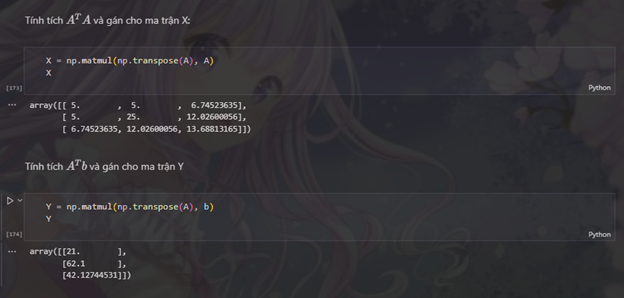 Tính tích AᵀA và gán cho ma trận X:
X = np.matmul(np.transpose(A), A)
X
[173]
Python
... array([[ 5.        ,  5.        ,  6.74523635],
[ 5.        , 25.        , 12.02600056],
[ 6.74523635, 12.02600056, 13.68813165]])
Tính tích Aᵀb và gán cho ma trận Y
Y = np.matmul(np.transpose(A), b)
Y
[174]
Python
... array([[21.        ],
[62.1       ],
[42.12744531]])